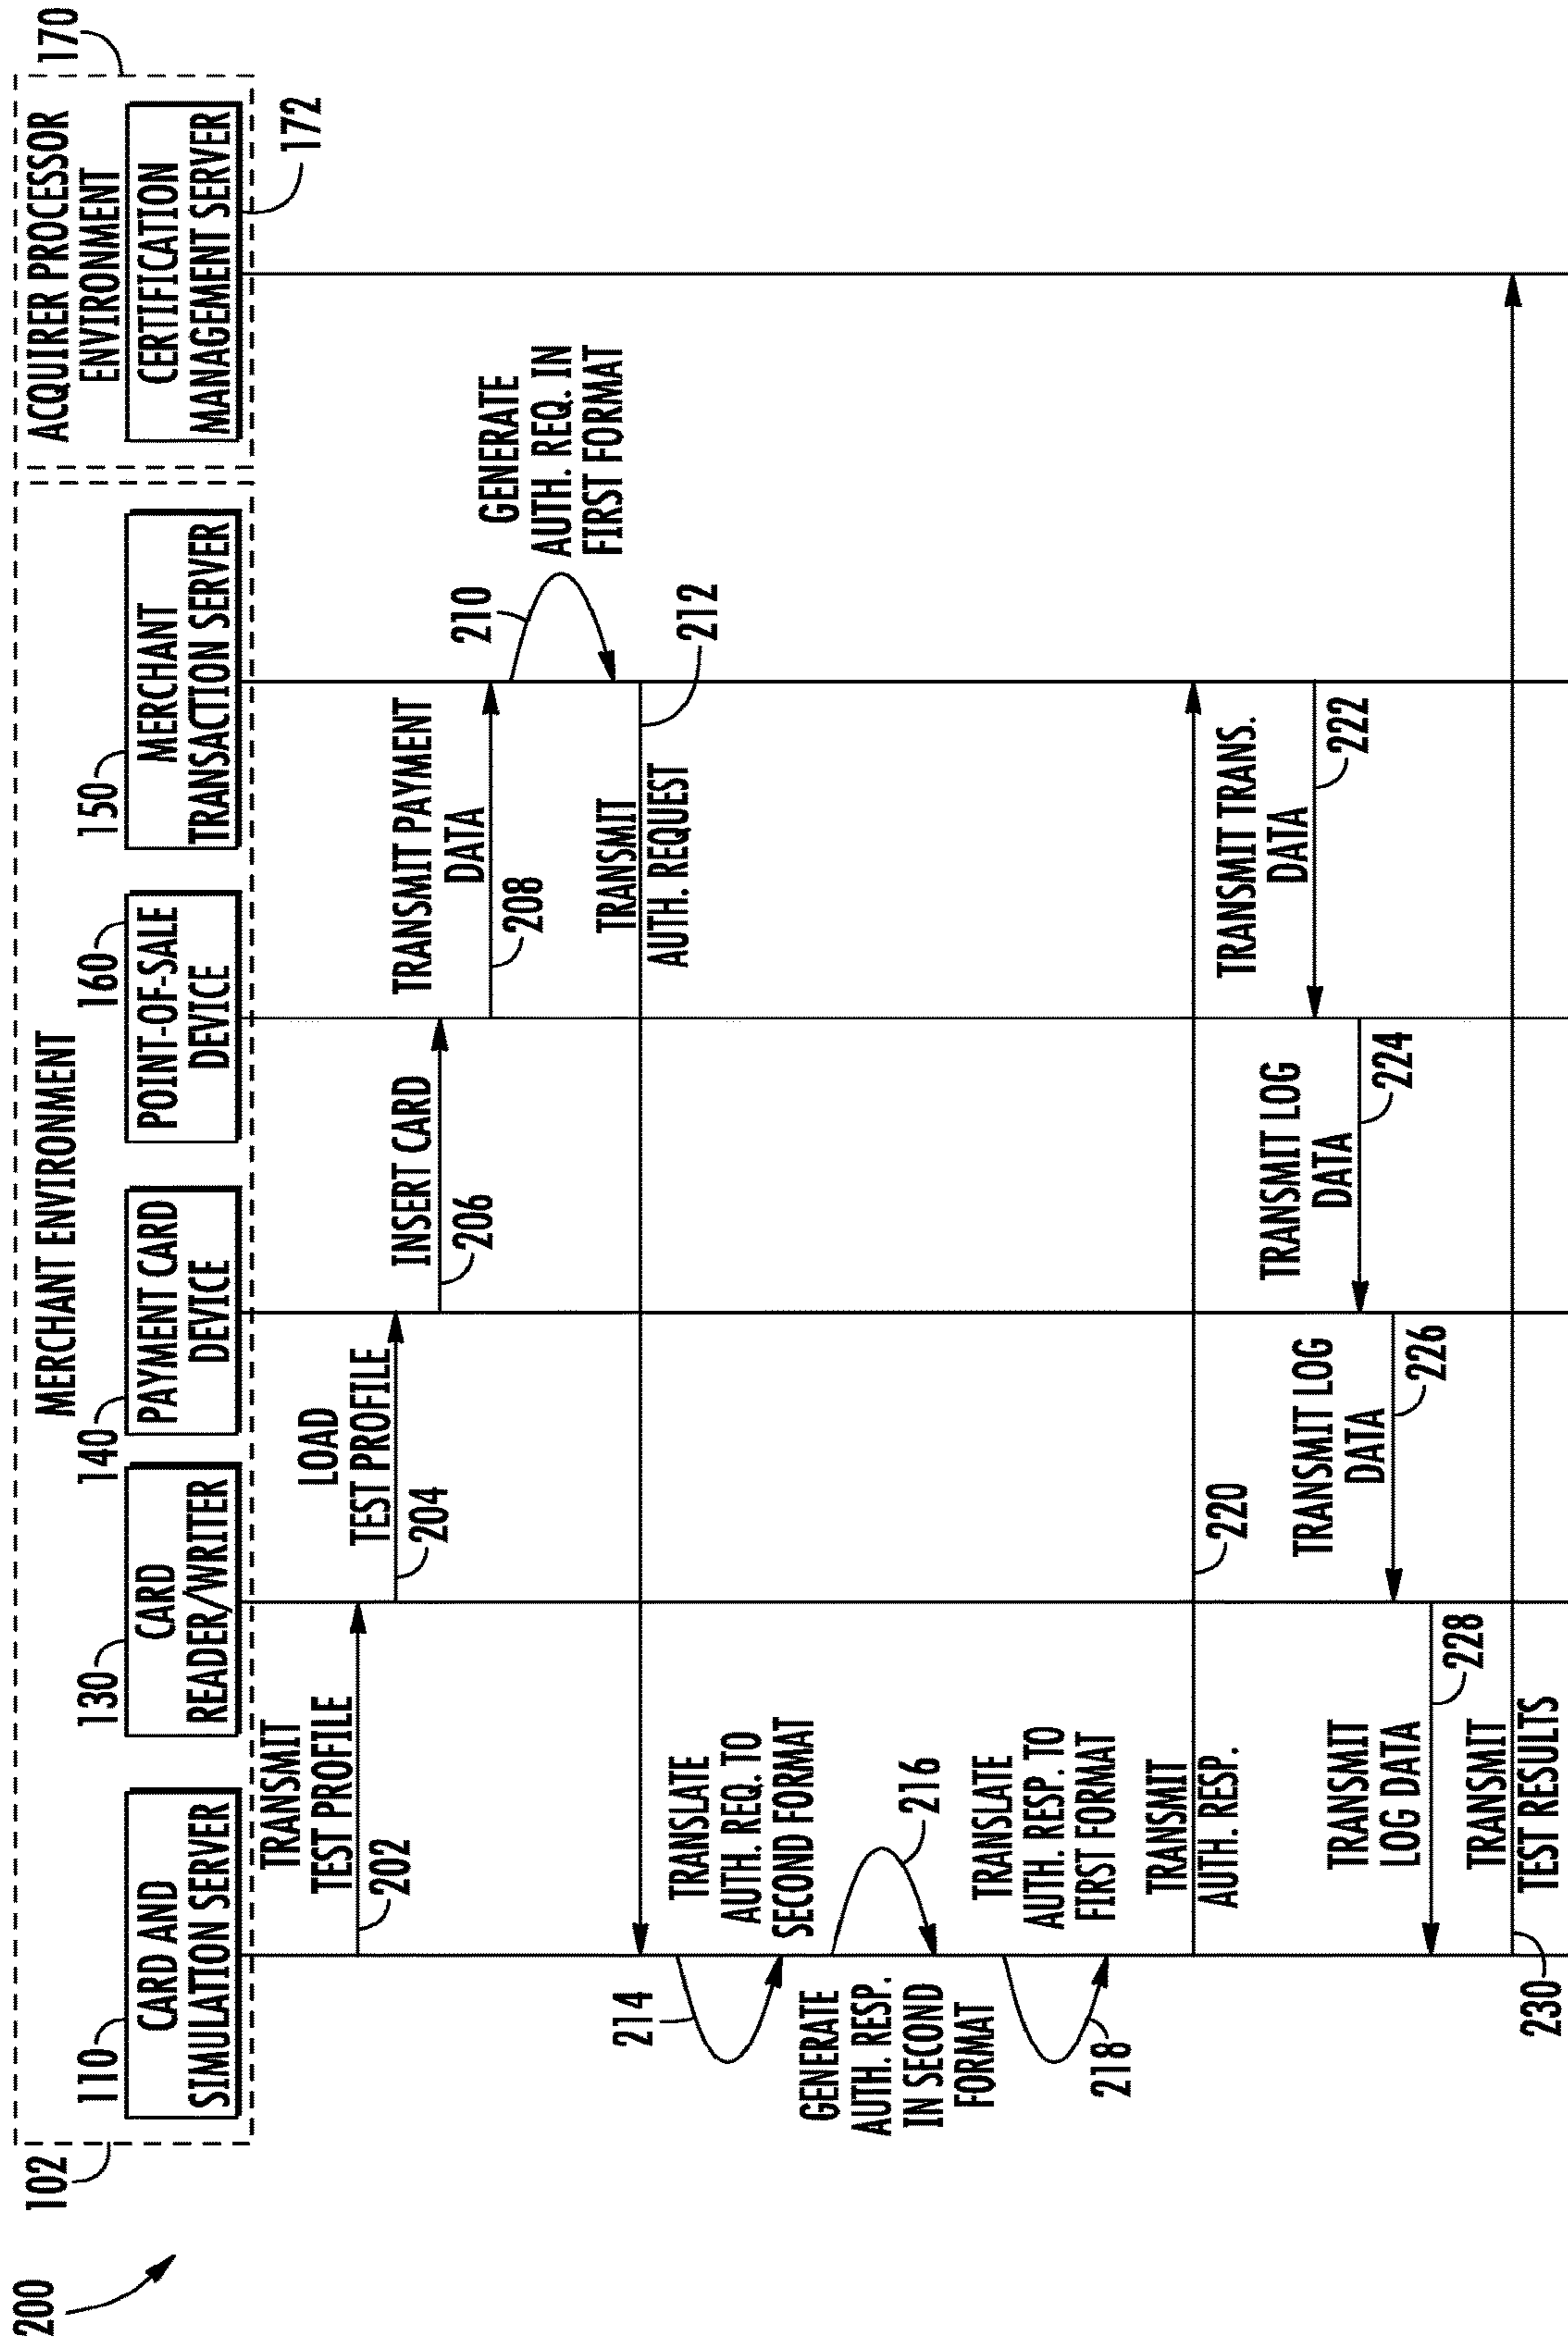 200
102
MERCHANT ENVIRONMENT
170
ACQUIRER PROCESSOR
ENVIRONMENT
110
CARD AND
SIMULATION SERVER
130
CARD
READER/WRITER
140
PAYMENT CARD
DEVICE
160
POINT-OF-SALE
DEVICE
150
MERCHANT
TRANSACTION SERVER
CERTIFICATION
MANAGEMENT SERVER
172
TRANSMIT
TEST PROFILE
202
LOAD
TEST PROFILE
204
INSERT CARD
206
TRANSMIT PAYMENT
DATA
208
210
GENERATE
AUTH. REQ. IN
FIRST FORMAT
TRANSMIT
AUTH. REQUEST
212
214
TRANSLATE
AUTH. REQ. TO
SECOND FORMAT
GENERATE
AUTH. RESP.
IN SECOND
FORMAT
216
TRANSLATE
AUTH. RESP. TO
FIRST FORMAT
218
TRANSMIT
AUTH. RESP.
220
TRANSMIT TRANS.
DATA
222
TRANSMIT LOG
DATA
224
TRANSMIT LOG
DATA
226
TRANSMIT
LOG DATA
228
TRANSMIT
TEST RESULTS
230